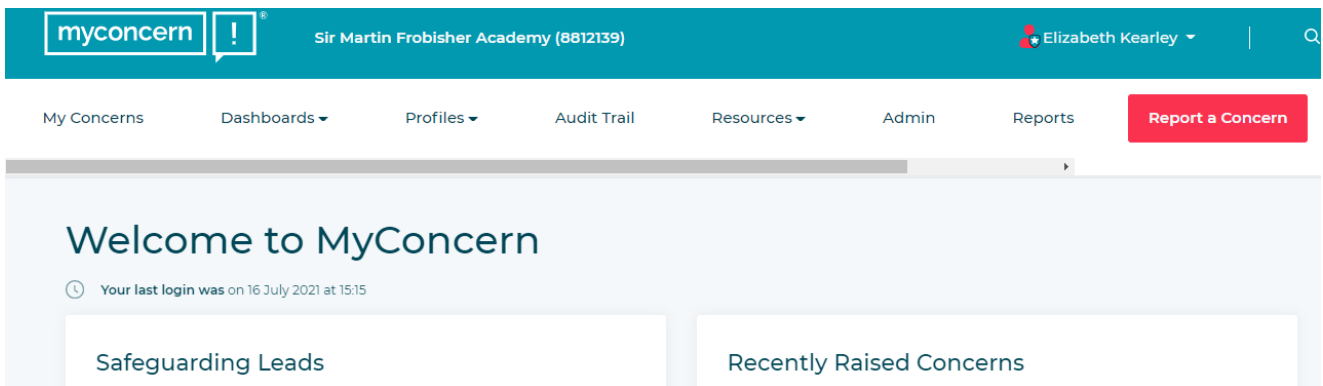 myconcern ! ® Sir Martin Frobisher Academy (8812139) Elizabeth Kearley
My Concerns Dashboards Profiles Audit Trail Resources Admin Reports Report a Concern
Welcome to MyConcern
Your last login was on 16 July 2021 at 15:15
Safeguarding Leads Recently Raised Concerns